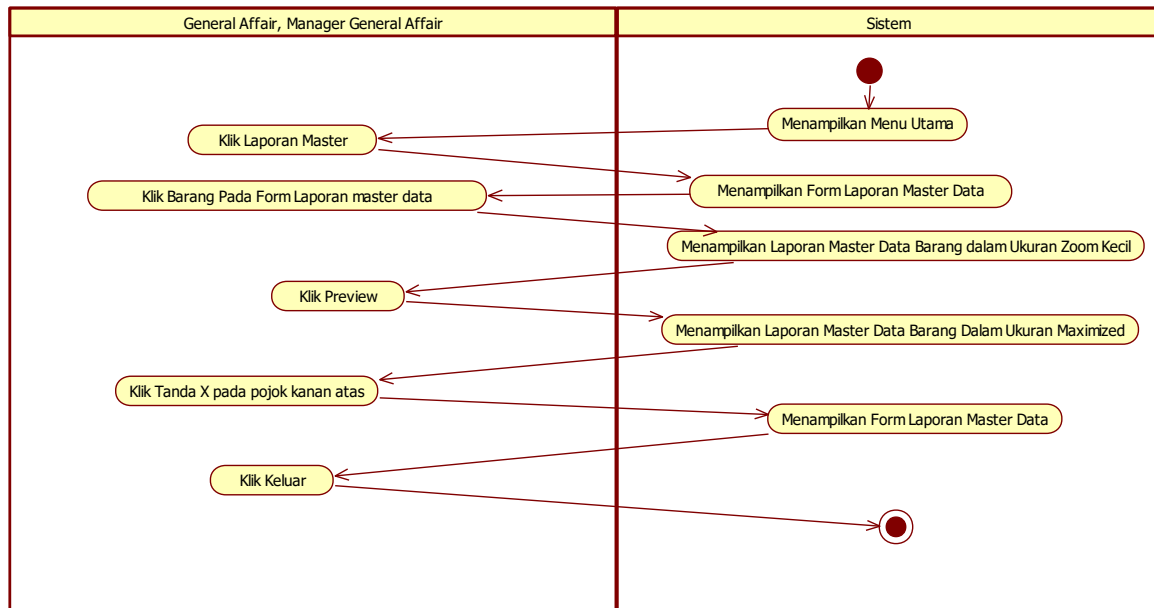 General Affair, Manager General Affair
Sistem
Menampilkan Menu Utama
Klik Laporan Master
Menampilkan Form Laporan Master Data
Klik Barang Pada Form Laporan master data
Menampilkan Laporan Master Data Barang dalam Ukuran Zoom Kecil
Klik Preview
Menampilkan Laporan Master Data Barang Dalam Ukuran Maximized
Klik Tanda X pada pojok kanan atas
Menampilkan Form Laporan Master Data
Klik Keluar